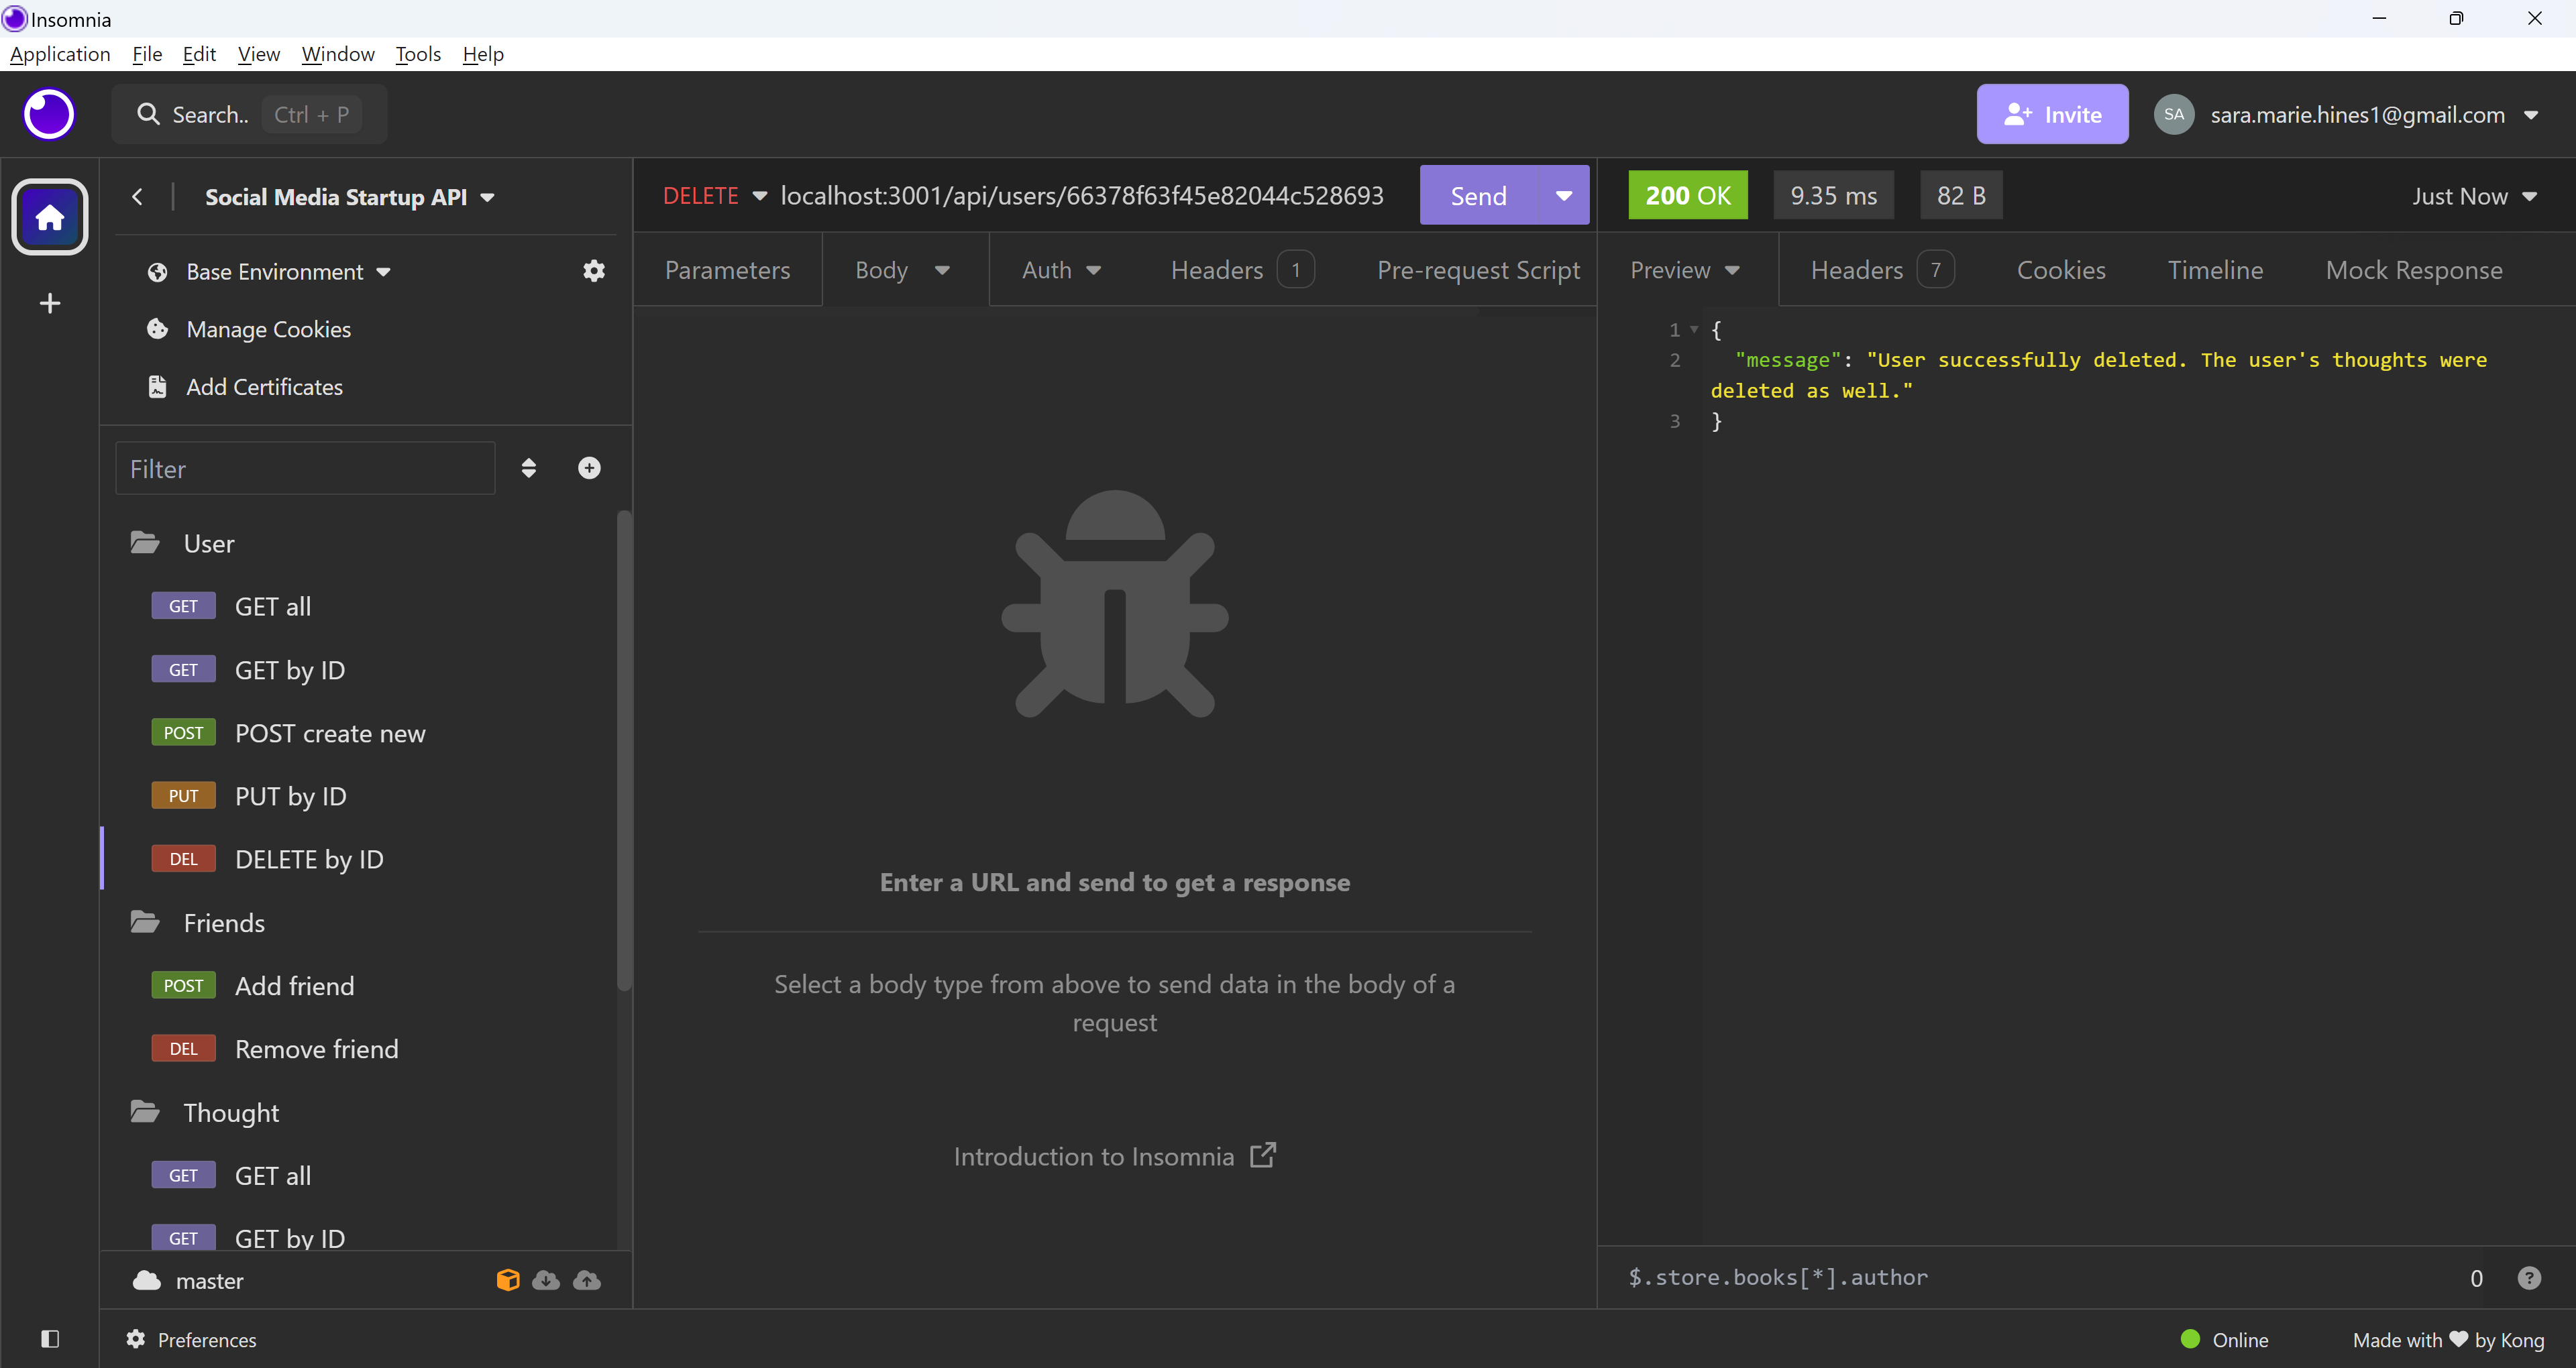 Insomnia
Application File Edit View Window Tools Help
Search.. Ctrl + P
Invite
SA sara.marie.hines1@gmail.com
Social Media Startup API
DELETE localhost:3001/api/users/66378f63f45e82044c528693 Send
200 OK 9.35 ms 82 B Just Now
Base Environment
Manage Cookies
Add Certificates
Parameters Body Auth Headers 1 Pre-request Script
Preview Headers 7 Cookies Timeline Mock Response
1 {
2 "message": "User successfully deleted. The user's thoughts were
deleted as well."
3 }
Filter
User
GET GET all
GET GET by ID
POST POST create new
PUT PUT by ID
DEL DELETE by ID
Friends
POST Add friend
DEL Remove friend
Thought
GET GET all
GET GET by ID
Enter a URL and send to get a response
Select a body type from above to send data in the body of a
request
Introduction to Insomnia
master
$.store.books[*].author 0 ?
Preferences
Online Made with ♥ by Kong